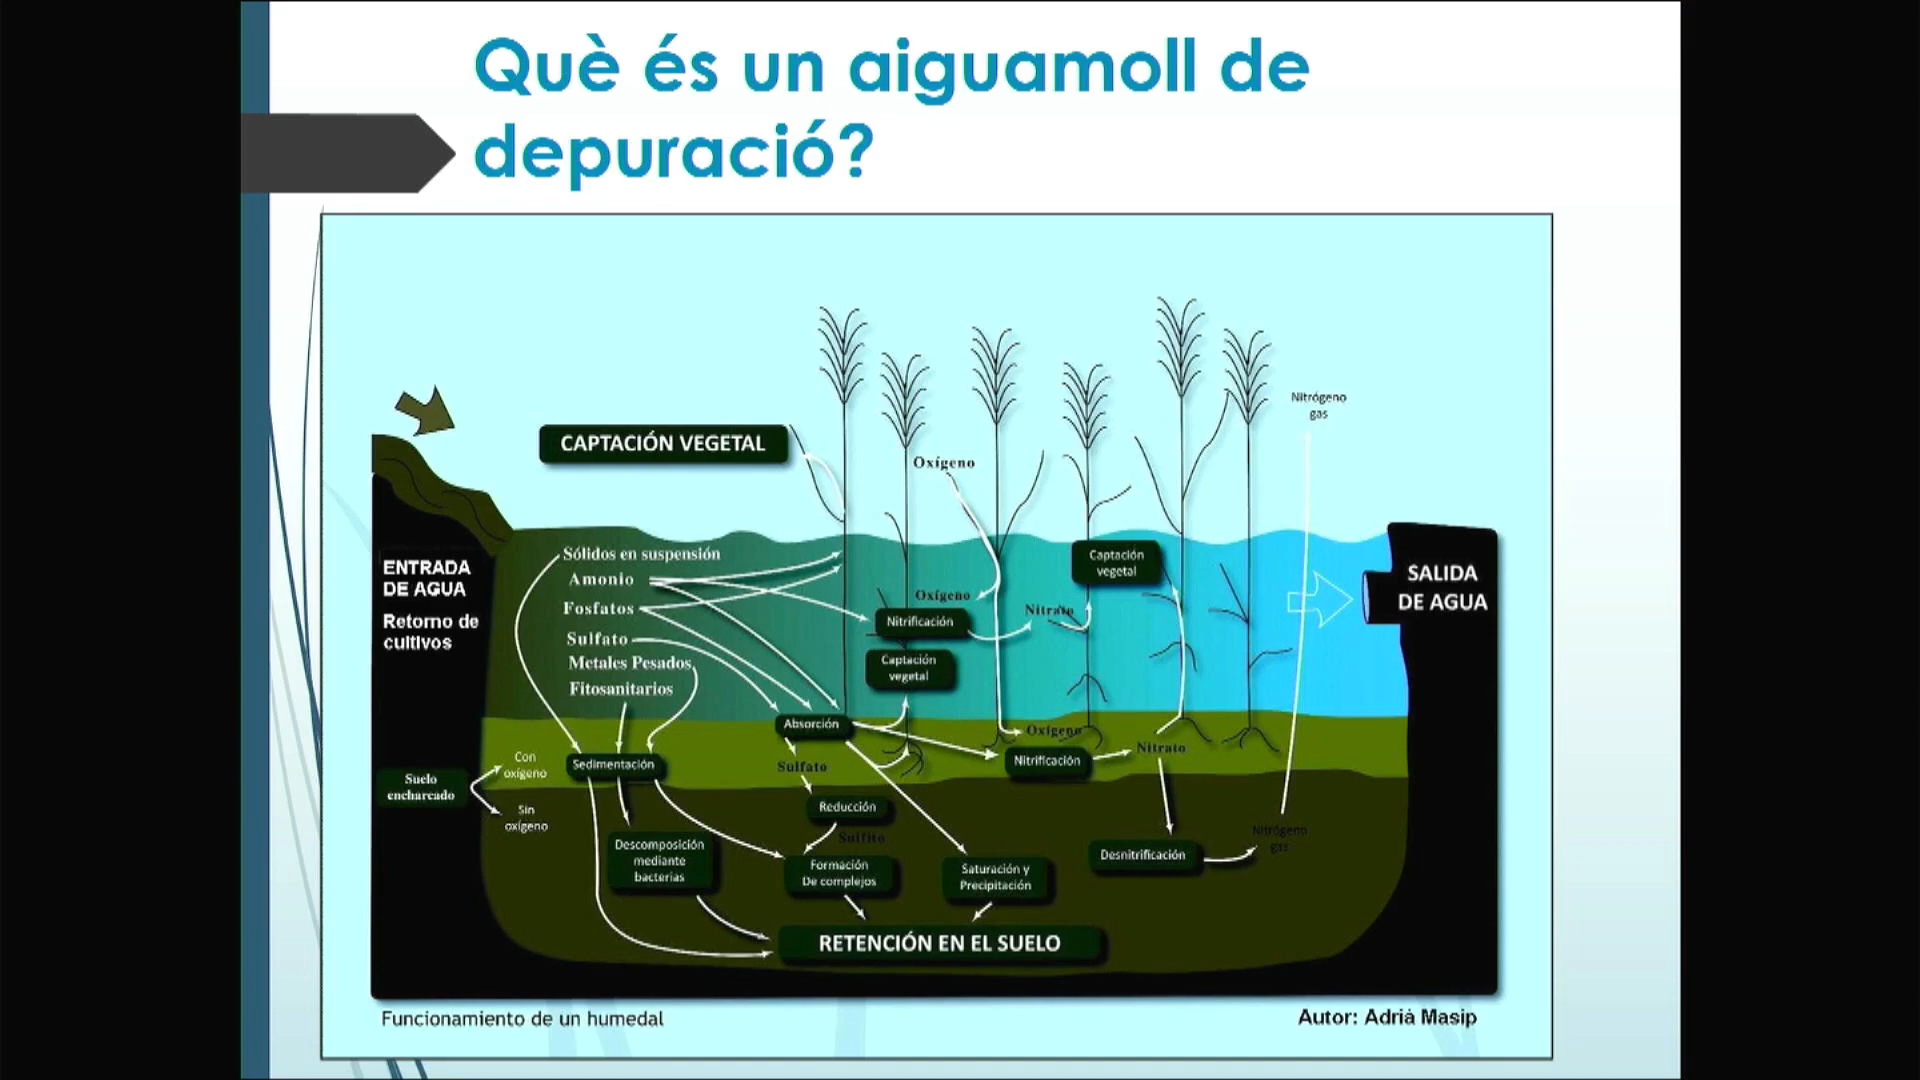 Què és un aiguamoll de
depuració?
Nitrógeno
gas
CAPTACIÓN VEGETAL
Oxígeno
ENTRADA
DE AGUA
Retorno de
cultivos
Sólidos en suspensión
Amonio
Fosfatos
Sulfato
Metales Pesados
Fitosanitarios
Captación
vegetal
SALIDA
DE AGUA
Oxígeno
Nitrificación
Nitrato
Captación
vegetal
Absorción
Oxígeno
Nitrificación
Nitrato
Sulfato
Sedimentación
Suelo
encharcado
Con
oxígeno
Sin
oxígeno
Reducción
Sulfito
Nitrógeno
gas
Descomposición
mediante
bacterias
Formación
De complejos
Saturación y
Precipitación
Desnitrificación
RETENCIÓN EN EL SUELO
Funcionamiento de un humedal
Autor: Adrià Masip